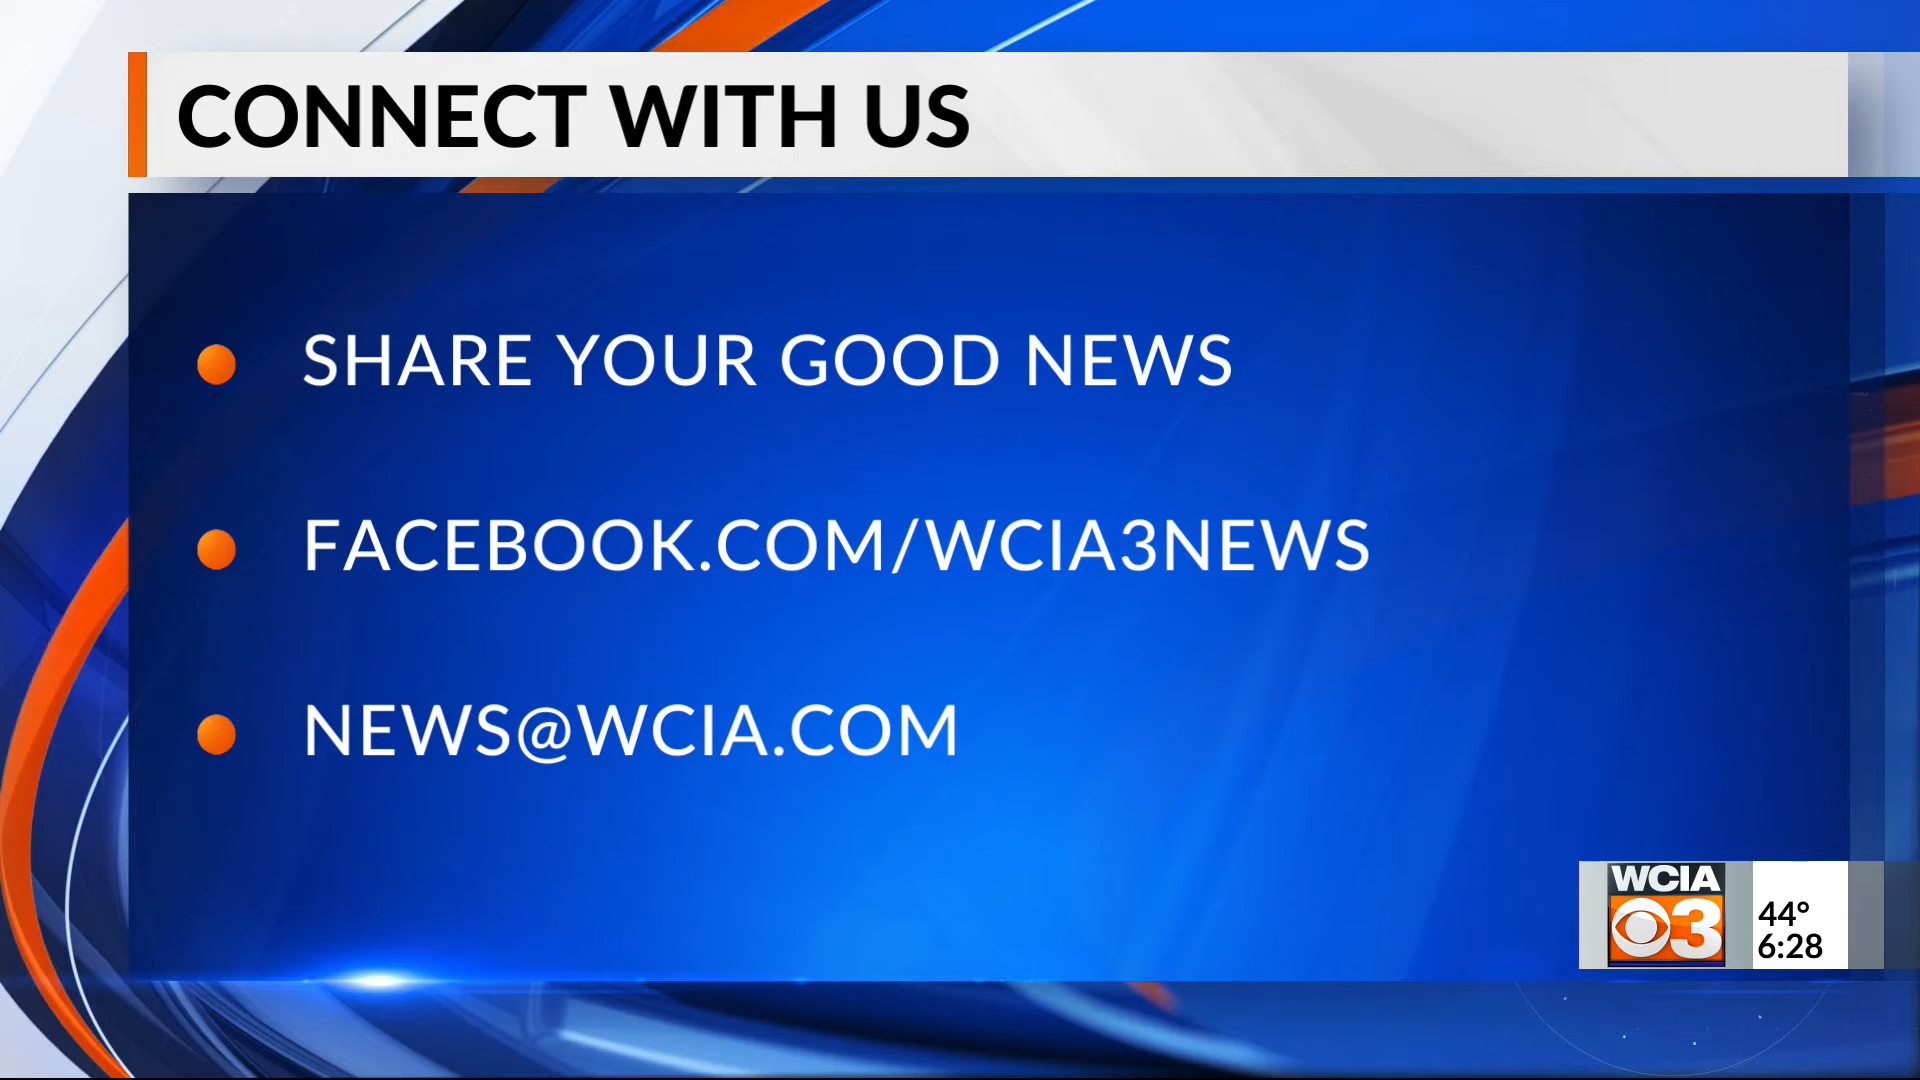 CONNECT WITH US
SHARE YOUR GOOD NEWS
FACEBOOK.COM/WCIA3NEWS
NEWS@WCIA.COM
WCIA
3
44°
6:28